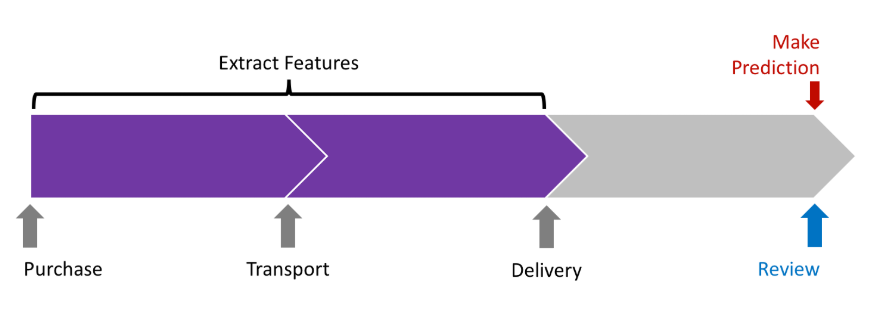 Extract Features
Make
Prediction
Purchase
Transport
Delivery
Review